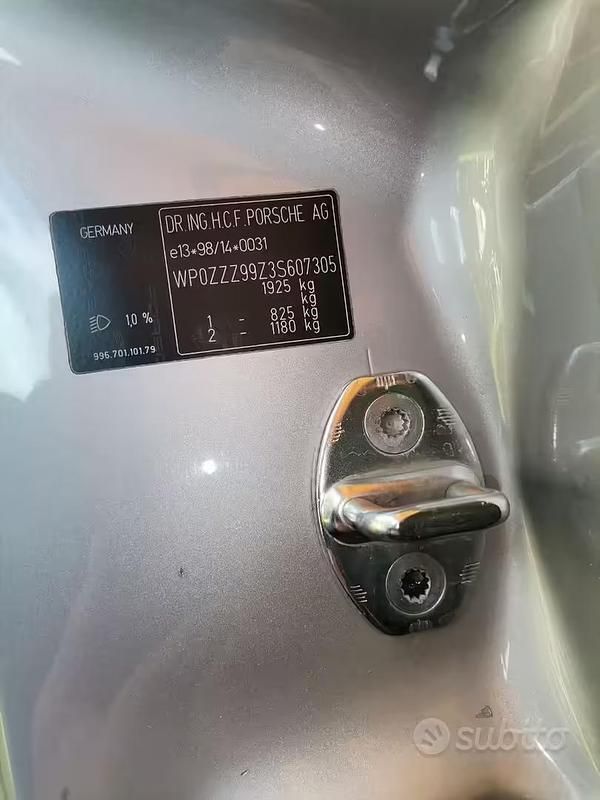 GERMANY
DR.ING.H.C.F.PORSCHE AG
e13*98/14*0031
WP0ZZZ99Z3S607305
1925 kg
kg
1 - 825 kg
2 - 1180 kg
1,0 %
996.701.101.79
subito